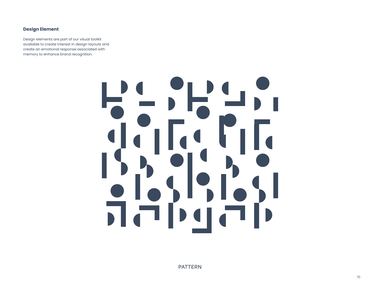 Design Element
Design elements are part of our visual toolkit
available to create interest in design layouts and
create an emotional response associated with
memory to enhance brand recognition.
PATTERN